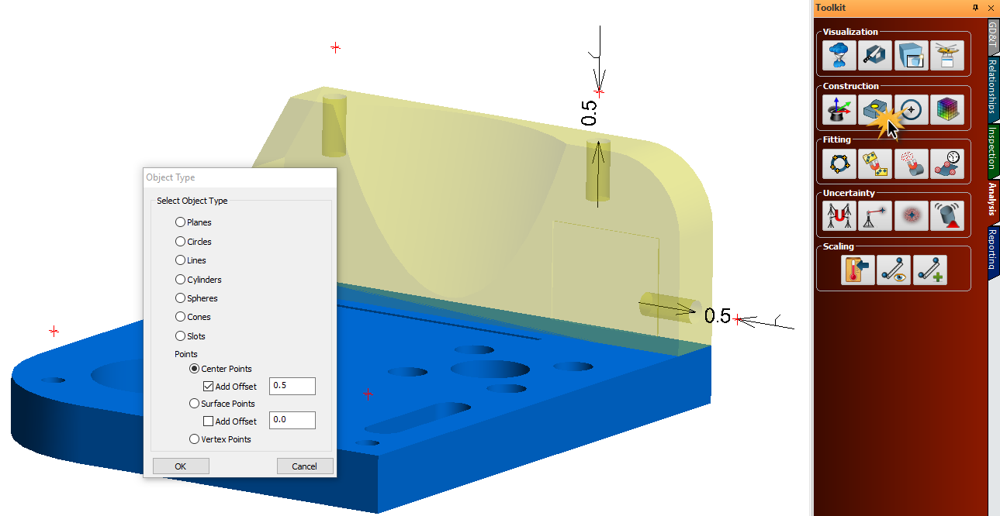 Toolkit
Visualization
Construction
Fitting
Uncertainty
Scaling
GD&T
Relationships
Inspection
Analysis
Reporting
0.5
0.5
Object Type
Select Object Type
Planes
Circles
Lines
Cylinders
Spheres
Cones
Slots
Points
Center Points
Add Offset 0.5
Surface Points
Add Offset 0.0
Vertex Points
OK Cancel